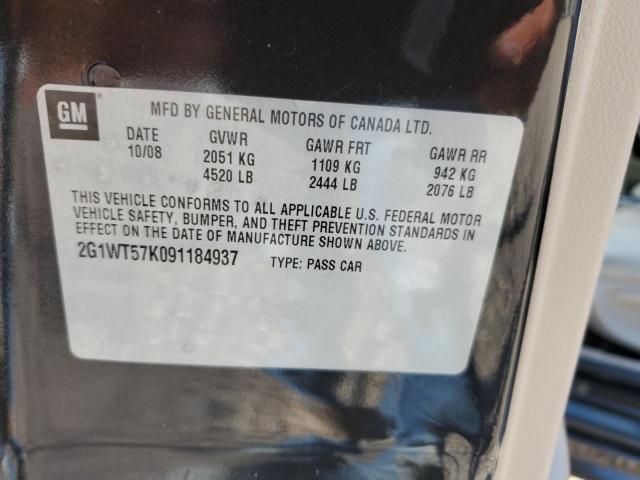 GM
MFD BY GENERAL MOTORS OF CANADA LTD.
DATE GVWR GAWR FRT GAWR RR
10/08 2051 KG 1109 KG 942 KG
4520 LB 2444 LB 2076 LB
THIS VEHICLE CONFORMS TO ALL APPLICABLE U.S. FEDERAL MOTOR
VEHICLE SAFETY, BUMPER, AND THEFT PREVENTION STANDARDS IN
EFFECT ON THE DATE OF MANUFACTURE SHOWN ABOVE.
2G1WT57K091184937 TYPE: PASS CAR